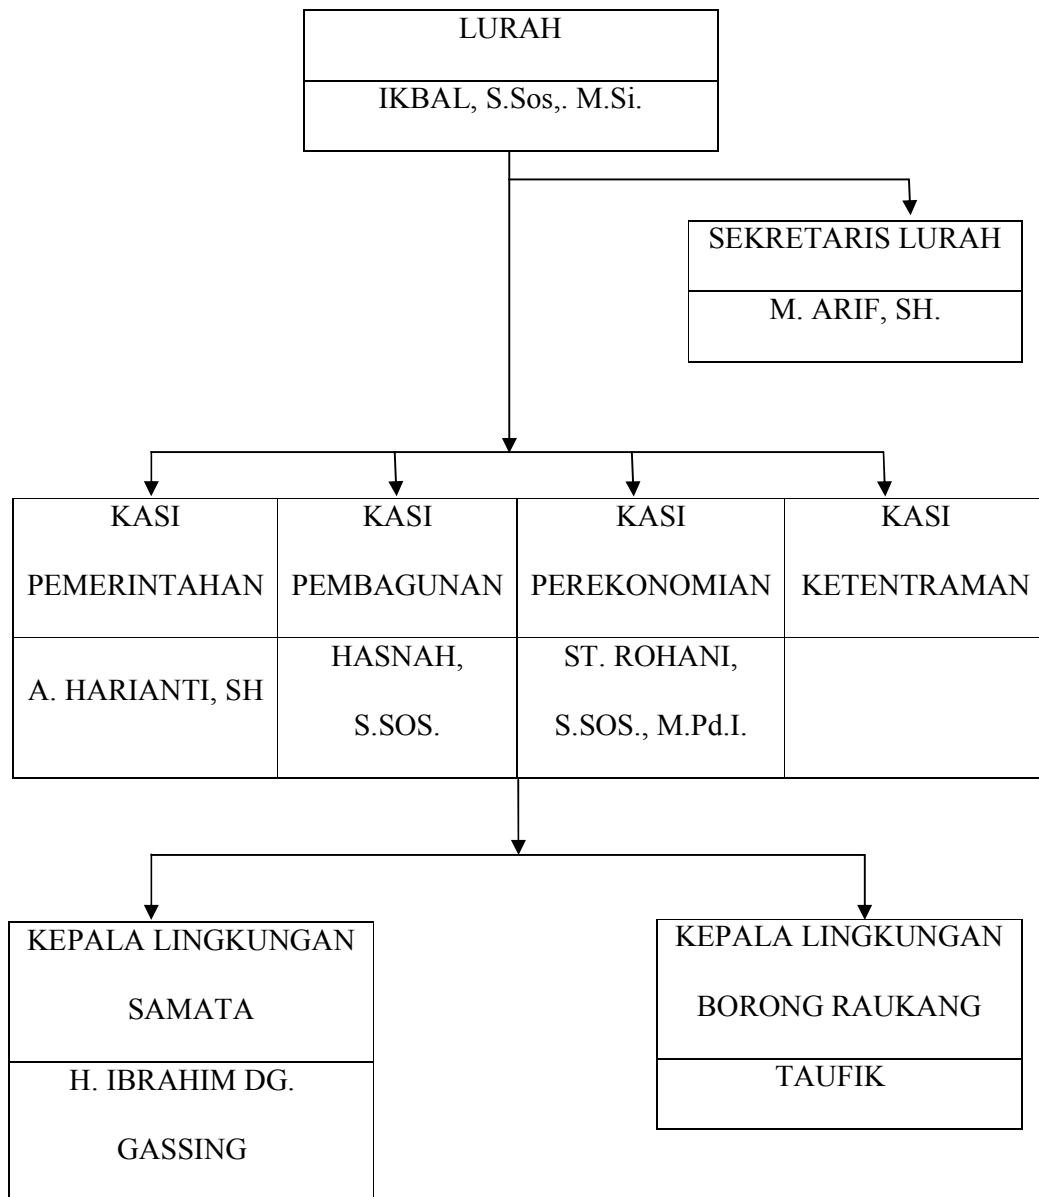 LURAH
IKBAL, S.Sos,. M.Si.
SEKRETARIS LURAH
M. ARIF, SH.
KASI
PEMERINTAHAN
A. HARIANTI, SH
KASI
PEMBAGUNAN
HASNAH,
S.SOS.
KASI
PEREKONOMIAN
ST. ROHANI,
S.SOS., M.Pd.I.
KASI
KETENTRAMAN
KEPALA LINGKUNGAN
SAMATA
H. IBRAHIM DG.
GASSING
KEPALA LINGKUNGAN
BORONG RAUKANG
TAUFIK